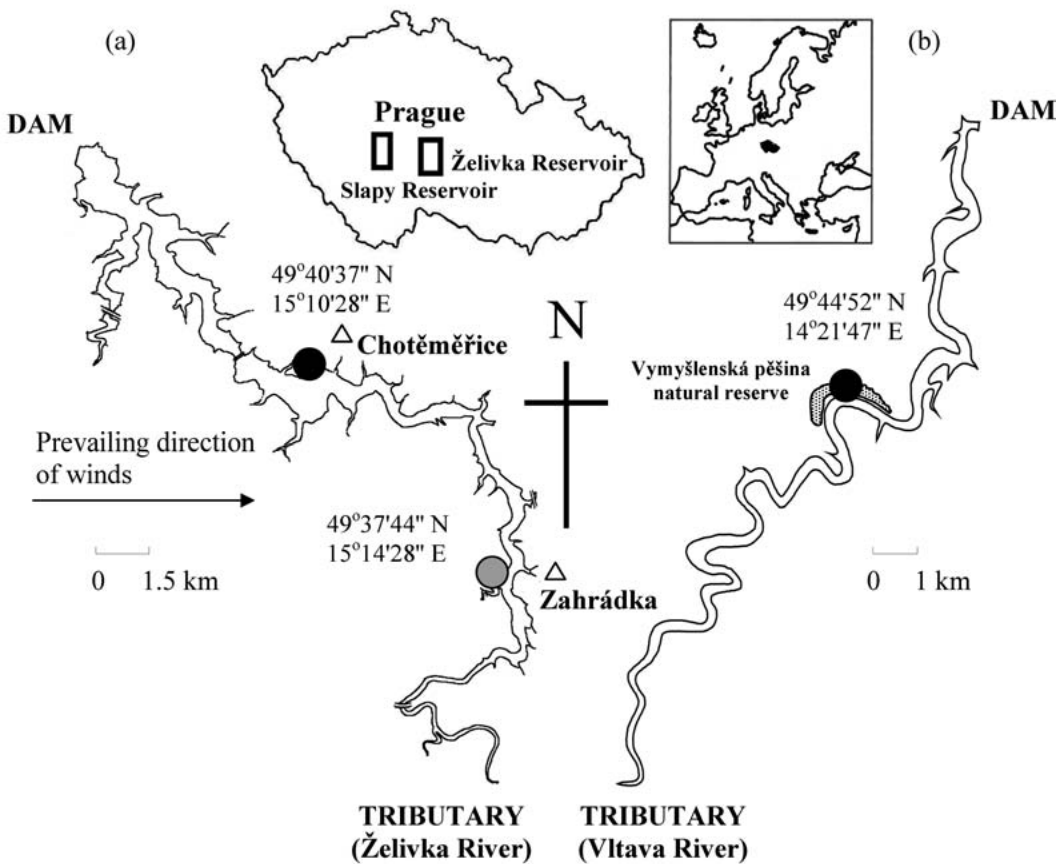 (a)
(b)
DAM
DAM
Prague
Želivka Reservoir
Slapy Reservoir
49°40'37" N
15°10'28" E
Chotěměřice
N
49°44'52" N
14°21'47" E
Vymyšlenská pěšina
natural reserve
Prevailing direction
of winds
49°37'44" N
15°14'28" E
Zahrádka
0 1.5 km
0 1 km
TRIBUTARY
(Želivka River)
TRIBUTARY
(Vltava River)